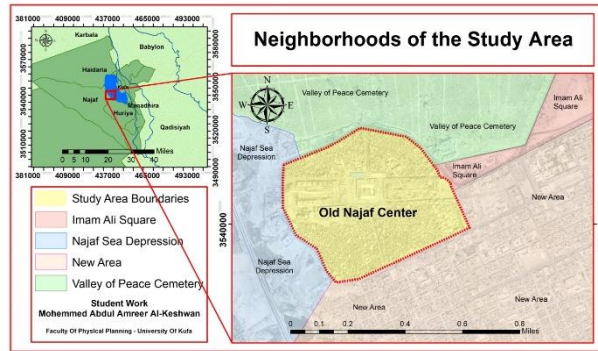 381000 409000 437000 465000 493000
Karbala
Babylon
Haidaria
Kufa
Najaf
Manadhira
Huriya
Qadisiyah
3510000 3540000 3570000
3490000 3520000 3550000 3580000
0 5 10 20 30 40
Miles
381000 409000 437000 465000
Study Area Boundaries
Imam Ali Square
Najaf Sea Depression
New Area
Valley of Peace Cemetery
Student Work
Mohemmed Abdul Amreer Al-Keshwan
Faculty Of Physical Planning - University Of Kufa
Neighborhoods of the Study Area
N
W E
S
Valley of Peace Cemetery
Valley of Peace Cemetery
Imam Ali
Square
Najaf Sea
Depression
Imam Ali
Square
New Area
Old Najaf Center
3540000
Najaf Sea
Depression
New Area
New Area
0 0.1 0.2 0.4 0.6 0.8
Miles